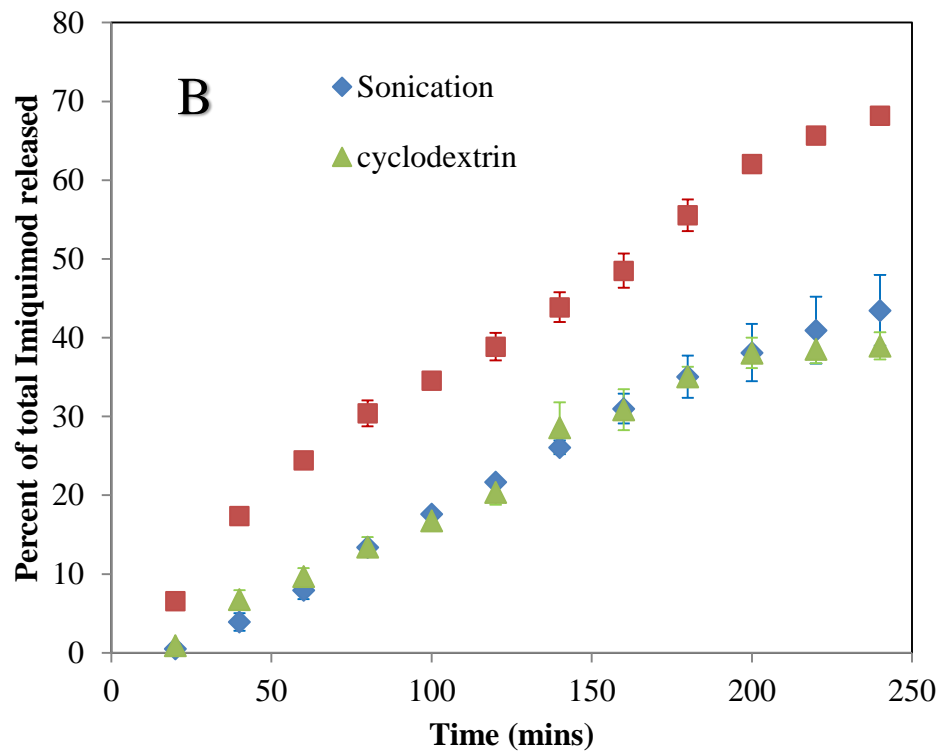 80
70
60
50
40
30
20
10
0
Percent of total Imiquimod released
B
Sonication
cyclodextrin
0 50 100 150 200 250
Time (mins)